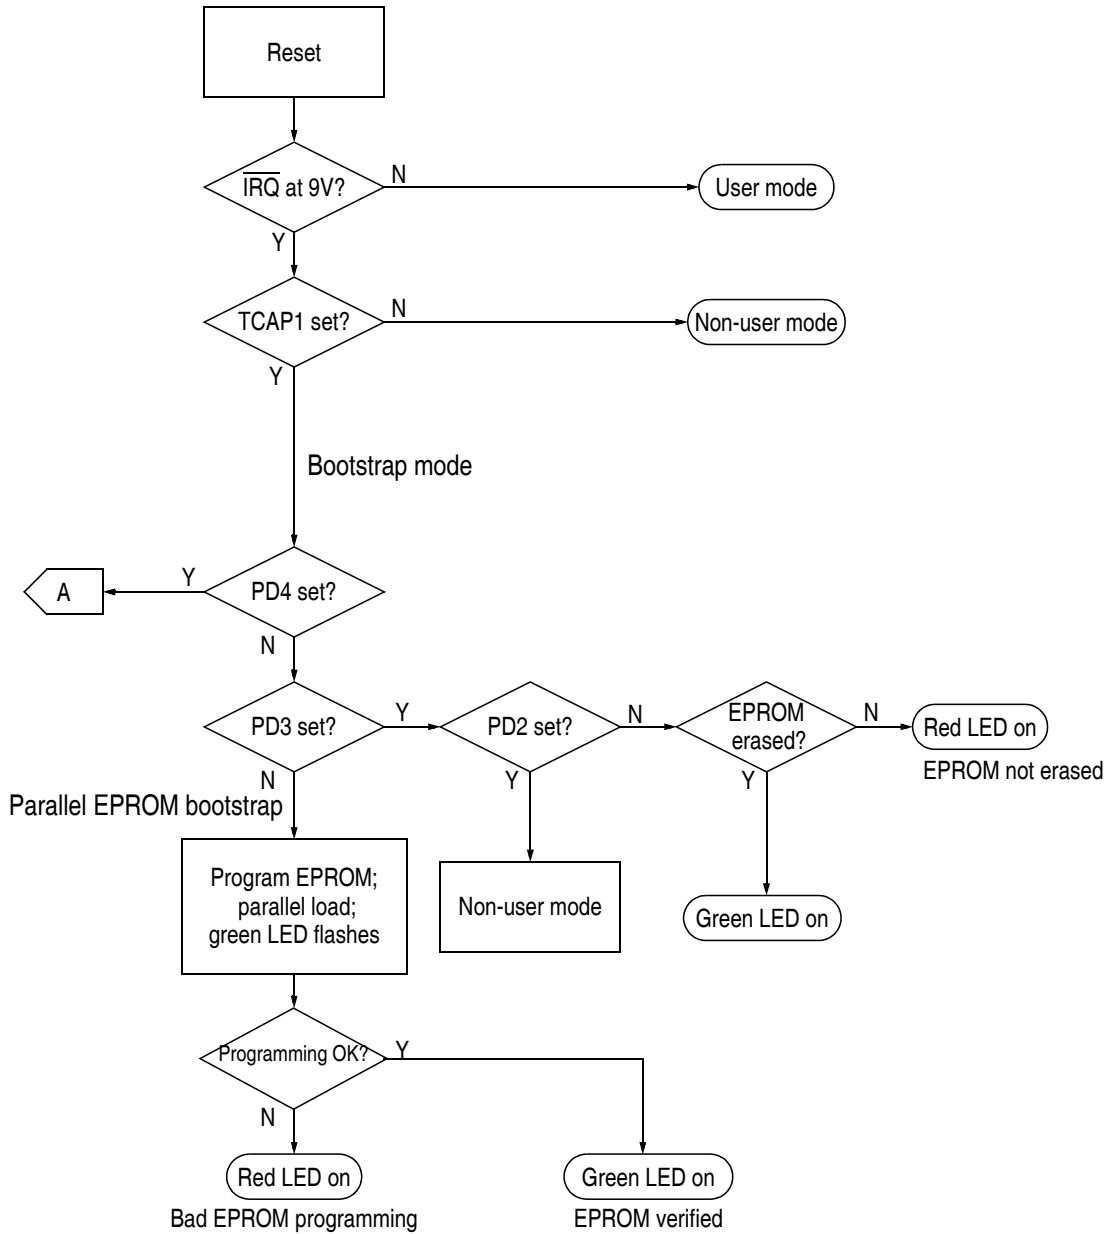 Reset
IRQ at 9V?
N
User mode
Y
TCAP1 set?
N
Non-user mode
Y
Bootstrap mode
A
Y
PD4 set?
N
PD3 set?
Y
PD2 set?
N
EPROM
erased?
N
Red LED on
EPROM not erased
N
Y
Y
Parallel EPROM bootstrap
Program EPROM;
parallel load;
green LED flashes
Non-user mode
Green LED on
Programming OK?
Y
N
Red LED on
Bad EPROM programming
Green LED on
EPROM verified